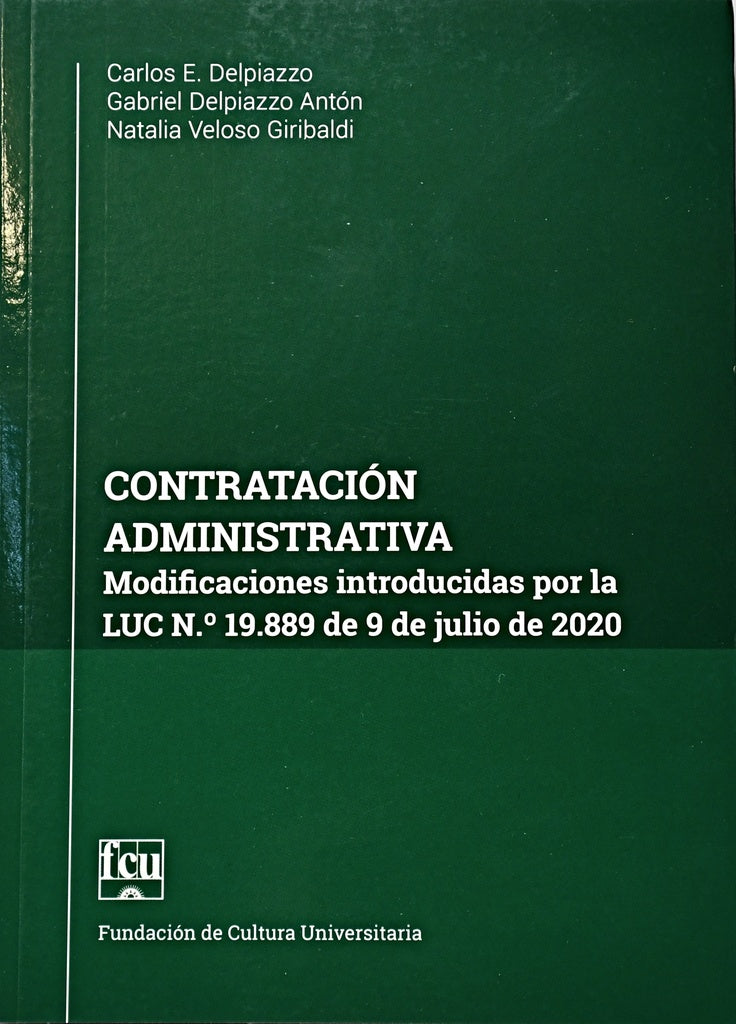 Carlos E. Delpiazzo
Gabriel Delpiazzo Antón
Natalia Veloso Giribaldi
CONTRATACIÓN
ADMINISTRATIVA
Modificaciones introducidas por la
LUC N.º 19.889 de 9 de julio de 2020
fcu
Fundación de Cultura Universitaria